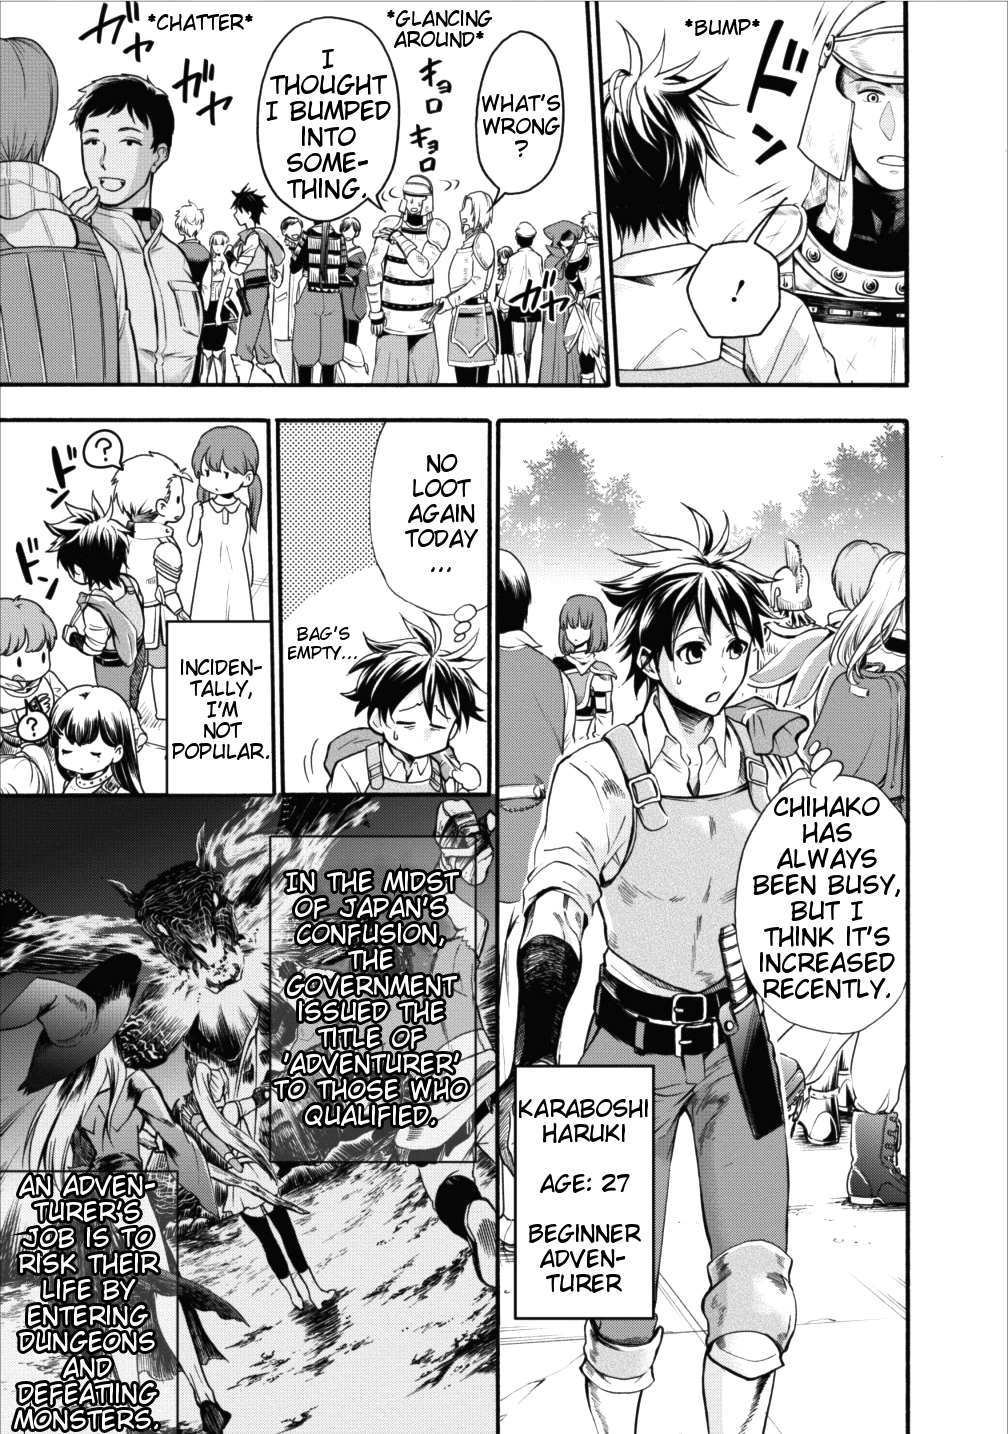 *BUMP*
ドン
!
WHAT'S
WRONG
?
*GLANCING
AROUND*
キョロ
キョロ
I
THOUGHT
I BUMPED
INTO
SOME-
THING.
*CHATTER*
ガヤ
ガヤ
CHIHAKO
HAS
ALWAYS
BEEN BUSY,
BUT I
THINK IT'S
INCREASED
RECENTLY.
KARABOSHI
HARUKI
AGE: 27
BEGINNER
ADVEN-
TURER
NO
LOOT
AGAIN
TODAY
...
BAG'S
EMPTY...
?
ドン
ドン
?
INCIDEN-
TALLY,
I'M
NOT
POPULAR.
IN THE MIDST
OF JAPAN'S
CONFUSION,
THE
GOVERNMENT
ISSUED THE
TITLE OF
'ADVENTURER'
TO THOSE WHO
QUALIFIED.
AN ADVEN-
TURER'S
JOB IS TO
RISK THEIR
LIFE BY
ENTERING
DUNGEONS
AND
DEFEATING
MONSTERS.